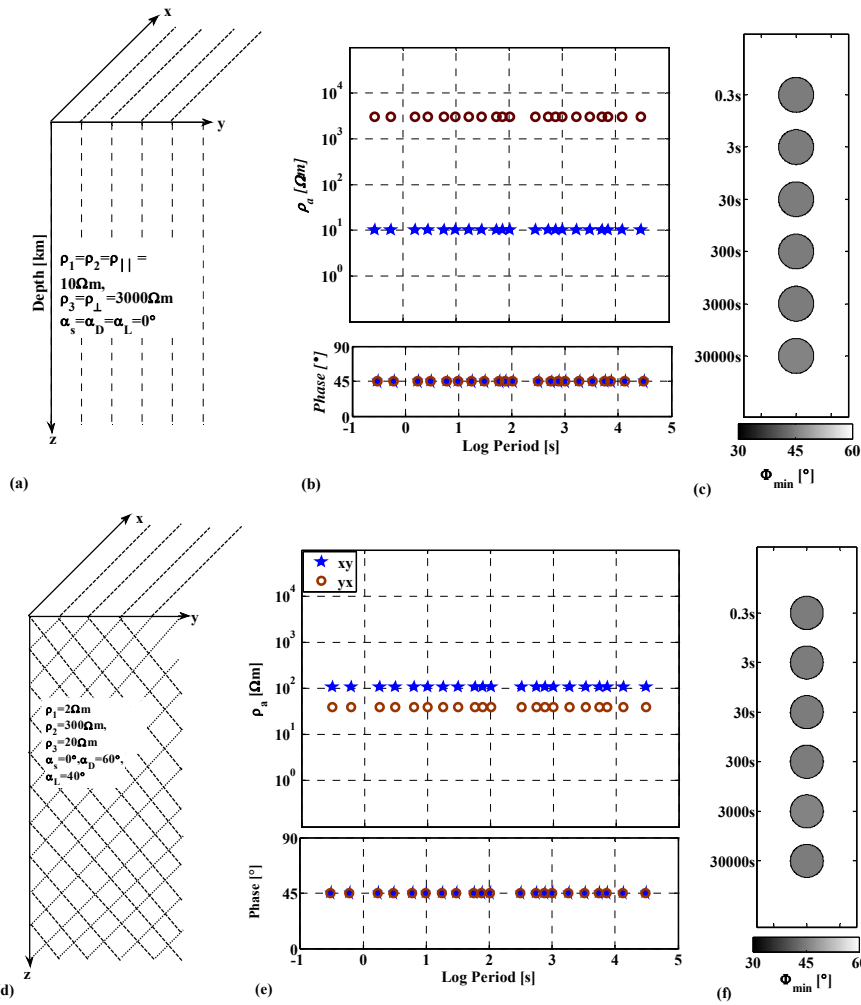 x
y
Depth [km]
ρ1=ρ2=ρ|| =
10Ωm,
ρ3=ρ⊥ =3000Ωm
αs=αD=αL=0°
z
(a)
ρa [Ωm]
10^4
10^3
10^2
10^1
10^0
Phase [°]
90
45
0
-1 0 1 2 3 4 5
Log Period [s]
(b)
0.3s
3s
30s
300s
3000s
30000s
30 45 60
Φmin [°]
(c)
x
y
ρ1=2Ωm
ρ2=300Ωm,
ρ3=20Ωm
αs=0°,αD=60°,
αL=40°
z
d)
xy
yx
ρa [Ωm]
10^4
10^3
10^2
10^1
10^0
Phase [°]
90
45
0
-1 0 1 2 3 4 5
Log Period [s]
(e)
0.3s
3s
30s
300s
3000s
30000s
30 45 60
Φmin [°]
(f)